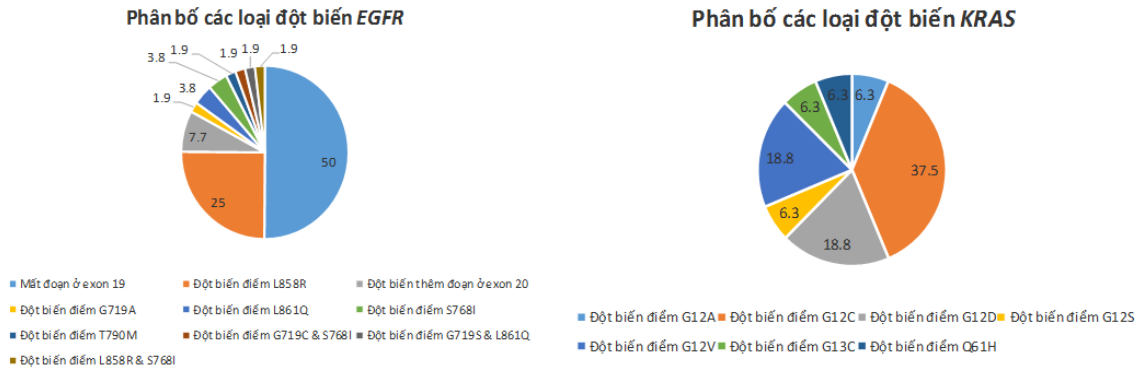 Phân bố các loại đột biến EGFR
1.9
1.9
1.9
1.9
3.8
3.8
1.9
7.7
25
50
Mất đoạn ở exon 19
Đột biến điểm L858R
Đột biến thêm đoạn ở exon 20
Đột biến điểm G719A
Đột biến điểm L861Q
Đột biến điểm S768I
Đột biến điểm T790M
Đột biến điểm G719C & S768I
Đột biến điểm G719S & L861Q
Đột biến điểm L858R & S768I
Phân bố các loại đột biến KRAS
6.3
6.3
6.3
18.8
37.5
6.3
18.8
Đột biến điểm G12A
Đột biến điểm G12C
Đột biến điểm G12D
Đột biến điểm G12S
Đột biến điểm G12V
Đột biến điểm G13C
Đột biến điểm Q61H